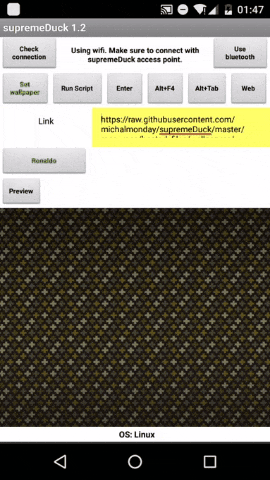 01:47
supremeDuck 1.2
Check
connection
Using wifi. Make sure to connect with
supremeDuck access point.
Use
bluetooth
Set
wallpaper
Run Script
Enter
Alt+F4
Alt+Tab
Web
Link
https://raw.githubusercontent.com/
michalmonday/supremeDuck/master/
Ronaldo
Preview
OS: Linux